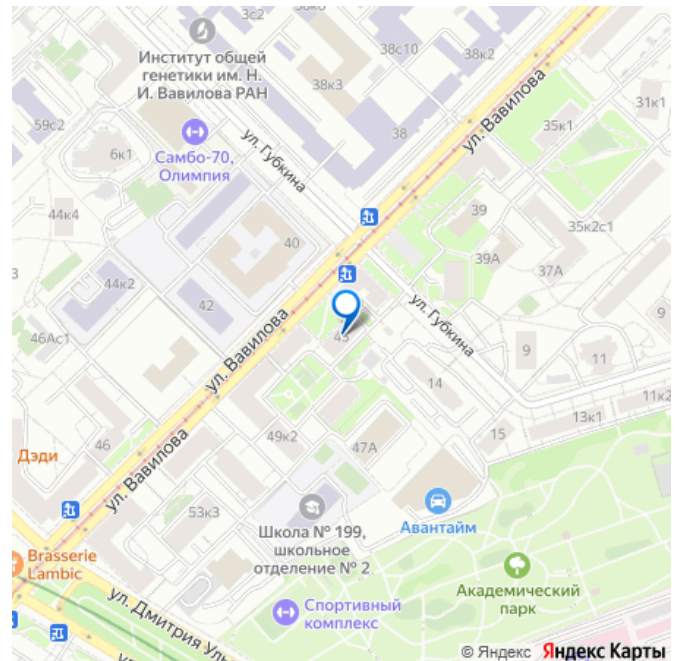 3с2
38к6
Институт общей
генетики им. Н.
И. Вавилова РАН
38с10
38к2
38к3
ул. Вавилова
31к1
59с2
38
35к1
6к1
Самбо-70,
Олимпия
ул. Губкина
44к4
39
35к2с1
40
39А
37А
3
44к2
42
ул. Губкина
9
46Ас1
ул. Вавилова
43
9
11
14
11к2
Дэди
46
13к1
49к2
47А
15
ул. Вавилова
53к3
Школа № 199,
школьное
отделение № 2
Авантайм
Brasserie
Lambic
ул. Дмитрия Уль
Академический
парк
Спортивный
комплекс
© Яндекс Яндекс Карты